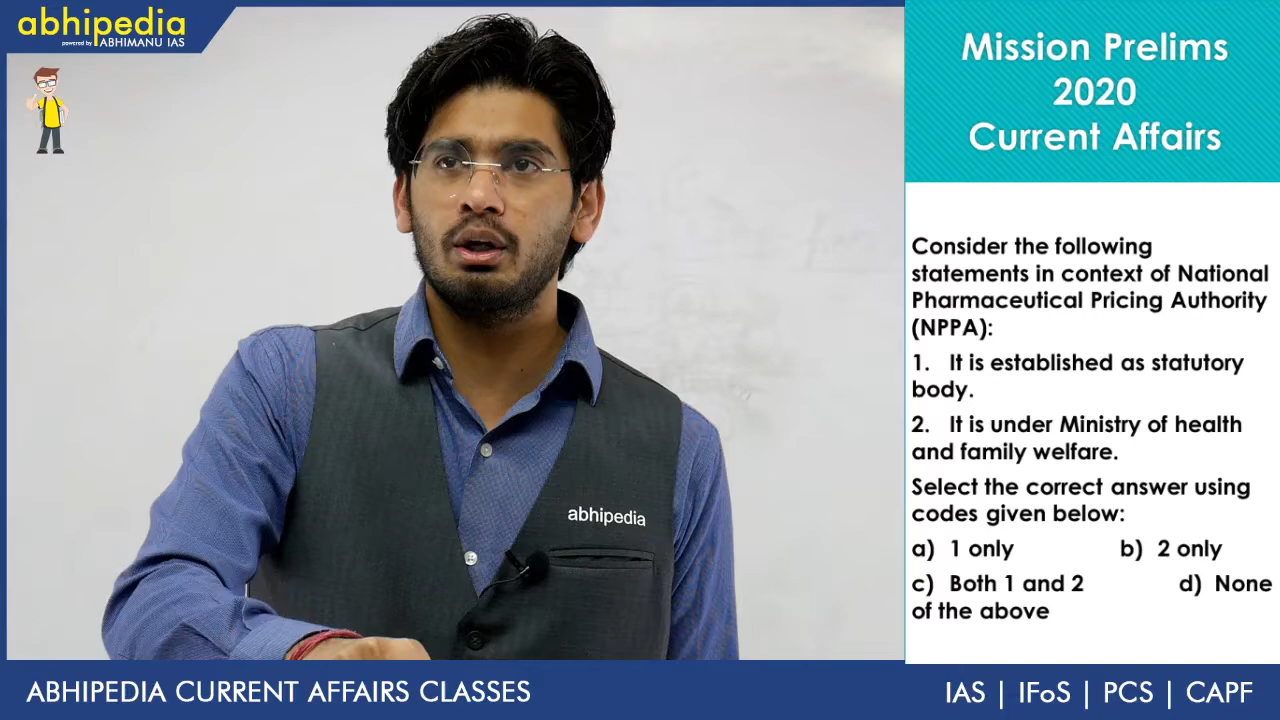 abhipedia
powered by ABHIMANU IAS
Mission Prelims
2020
Current Affairs
Consider the following
statements in context of National
Pharmaceutical Pricing Authority
(NPPA):
1. It is established as statutory
body.
2. It is under Ministry of health
and family welfare.
Select the correct answer using
codes given below:
a) 1 only b) 2 only
c) Both 1 and 2 d) None
of the above
abhipedia
ABHIPEDIA CURRENT AFFAIRS CLASSES
IAS | IFoS | PCS | CAPF